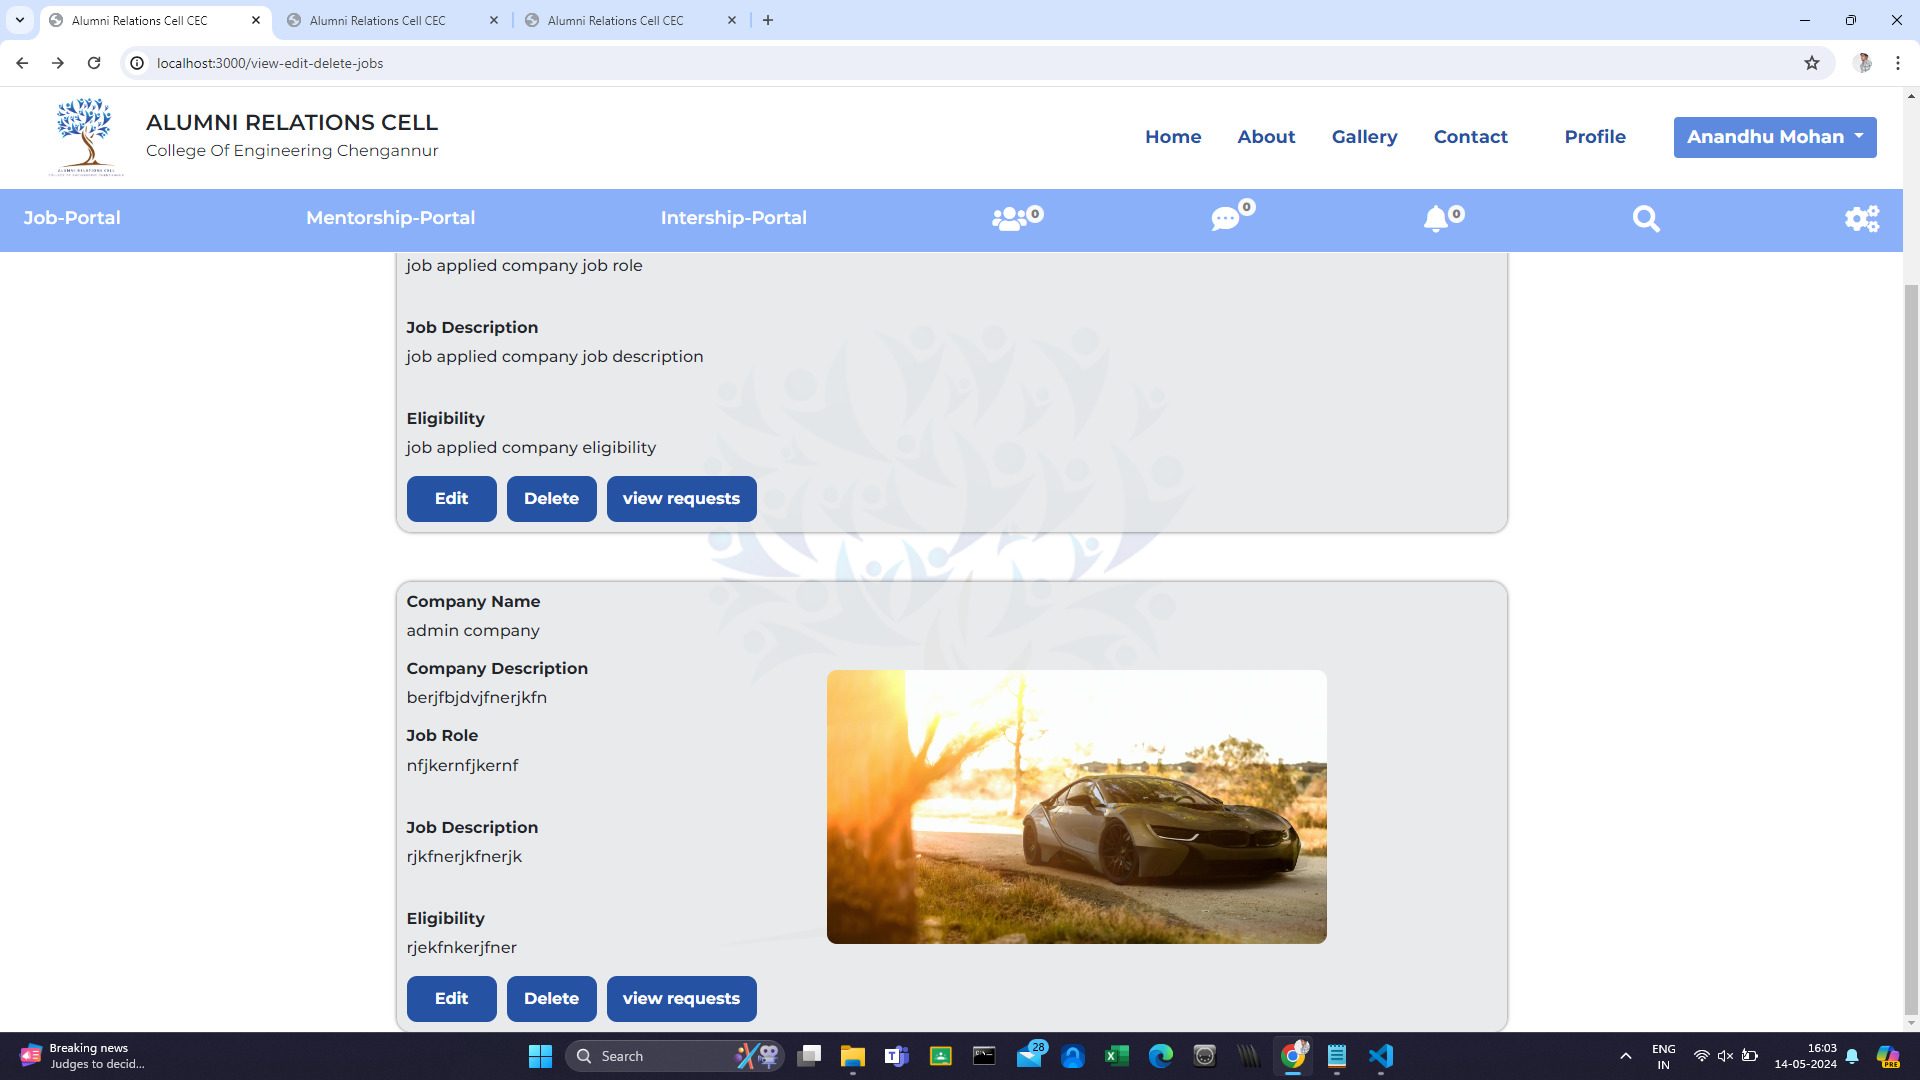 Alumni Relations Cell CEC
Alumni Relations Cell CEC
Alumni Relations Cell CEC
localhost:3000/view-edit-delete-jobs
ALUMNI RELATIONS CELL
College Of Engineering Chengannur
Home
About
Gallery
Contact
Profile
Anandhu Mohan
Job-Portal
Mentorship-Portal
Intership-Portal
0
0
0
job applied company job role
Job Description
job applied company job description
Eligibility
job applied company eligibility
Edit
Delete
view requests
Company Name
admin company
Company Description
berjfbjdvjfnerjkfn
Job Role
nfjkernfjkernf
Job Description
rjkfnerjkfnerjk
Eligibility
rjekfnkerjfner
Edit
Delete
view requests
Breaking news
Judges to decid...
Search
28
ENG
IN
16:03
14-05-2024